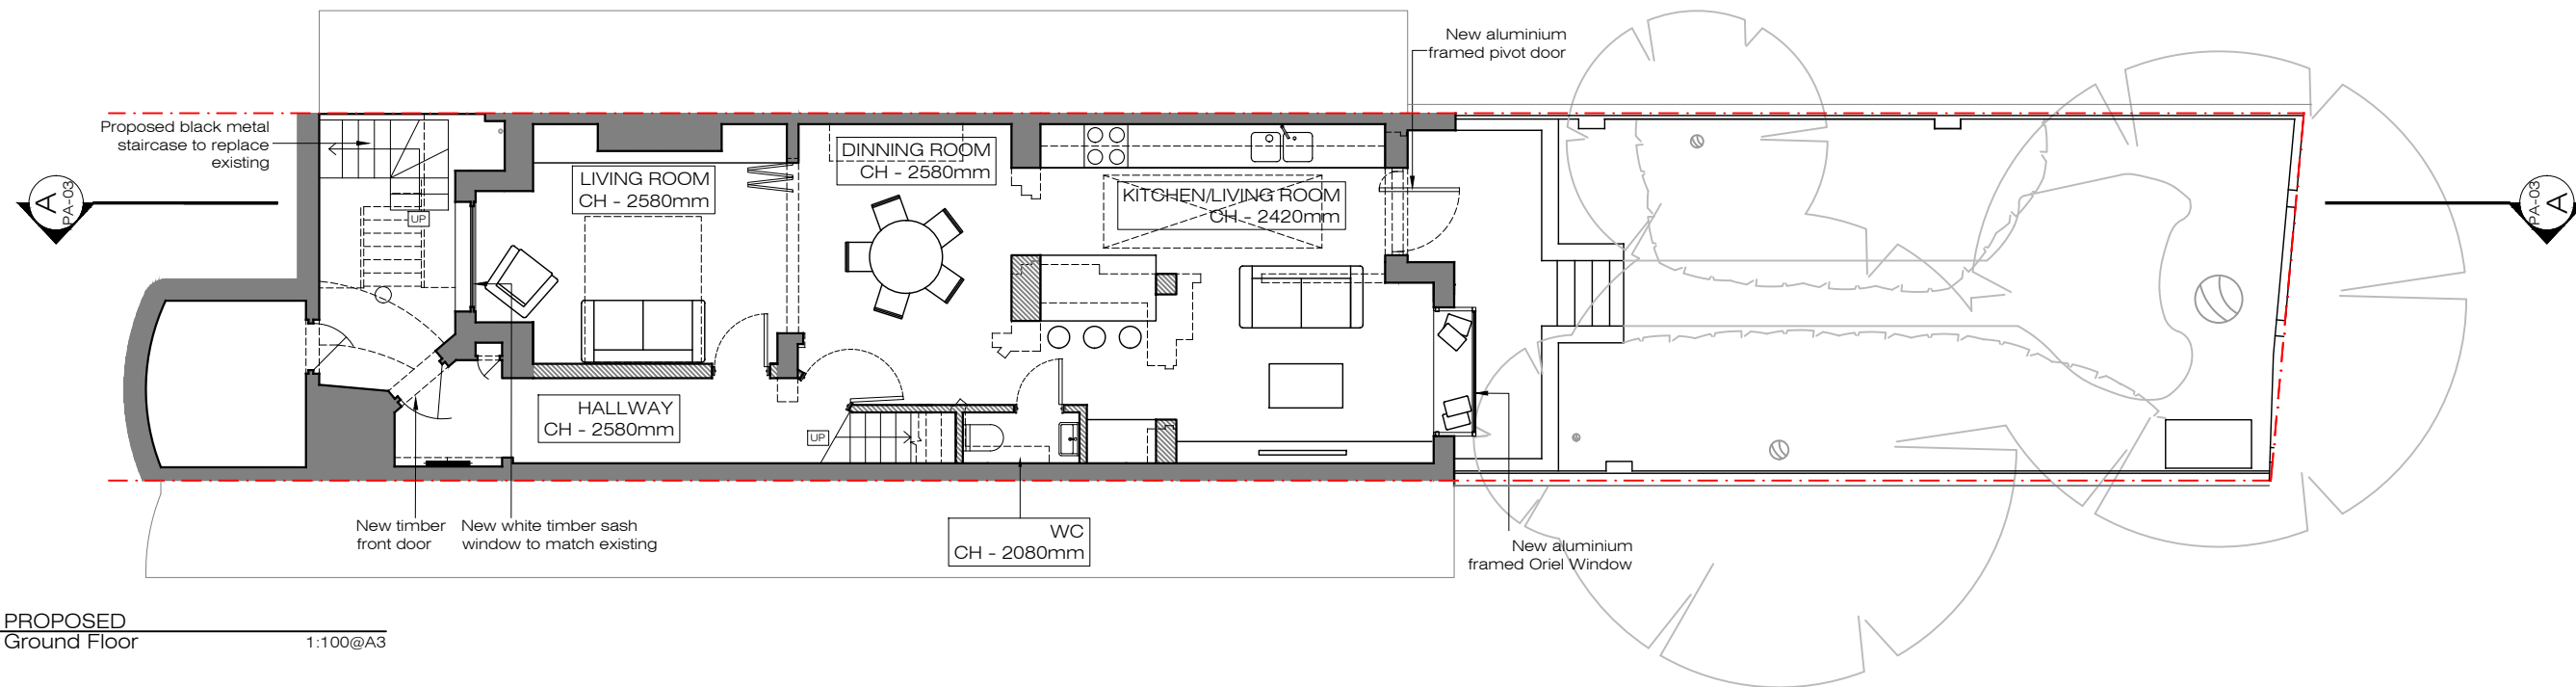 New aluminium
framed pivot door
Proposed black metal
staircase to replace
existing
A
PA-03
UP
LIVING ROOM
CH - 2580mm
DINNING ROOM
CH - 2580mm
KITCHEN/LIVING ROOM
CH - 2420mm
A
PA-03
HALLWAY
CH - 2580mm
UP
New timber
front door
New white timber sash
window to match existing
WC
CH - 2080mm
New aluminium
framed Oriel Window
PROPOSED
Ground Floor
1:100@A3